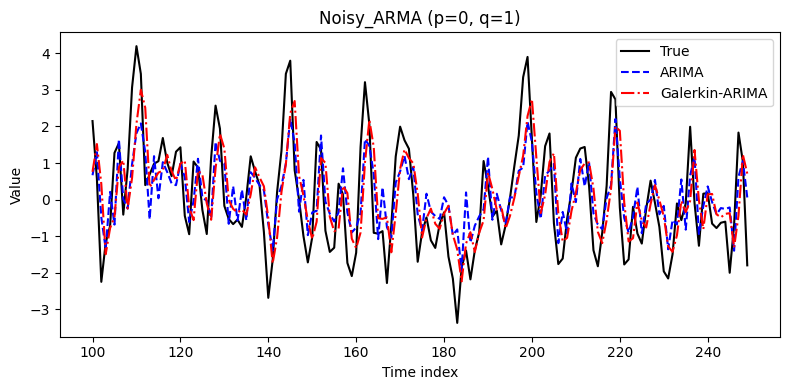 Noisy_ARMA (p=0, q=1)
True
ARIMA
Galerkin-ARIMA
Value
4
3
2
1
0
−1
−2
−3
100 120 140 160 180 200 220 240
Time index